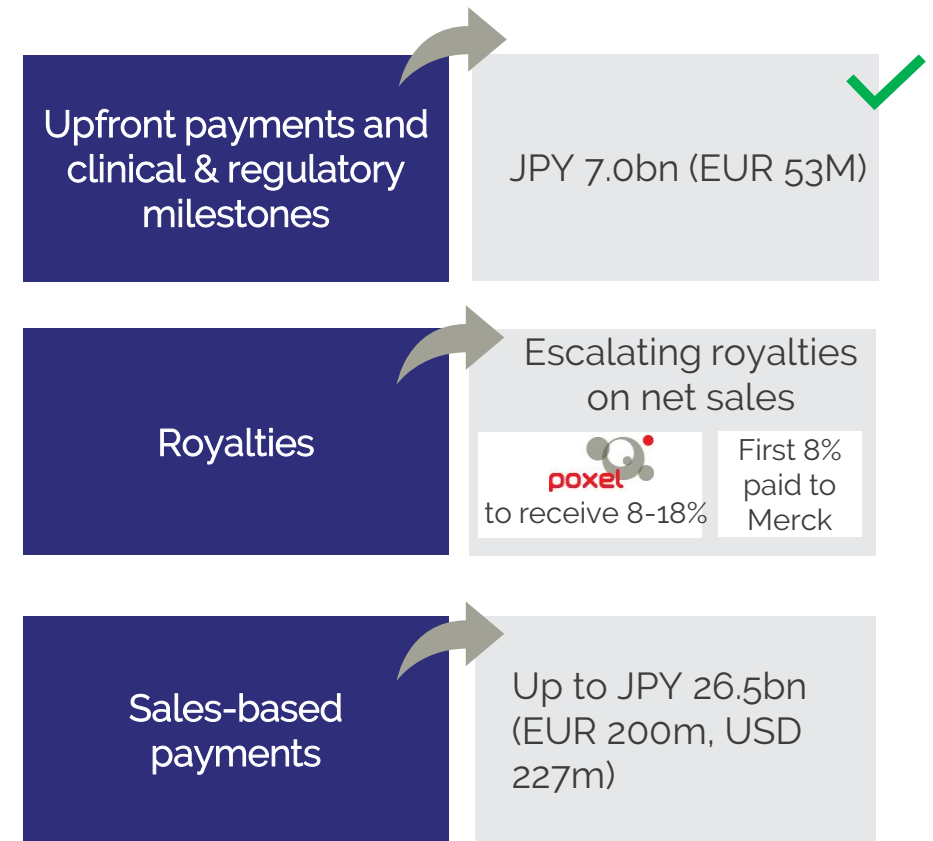 Upfront payments and
clinical & regulatory
milestones
JPY 7.0bn (EUR 53M)
Royalties
Escalating royalties
on net sales
poxel
to receive 8-18%
First 8%
paid to
Merck
Sales-based
payments
Up to JPY 26.5bn
(EUR 200m, USD
227m)